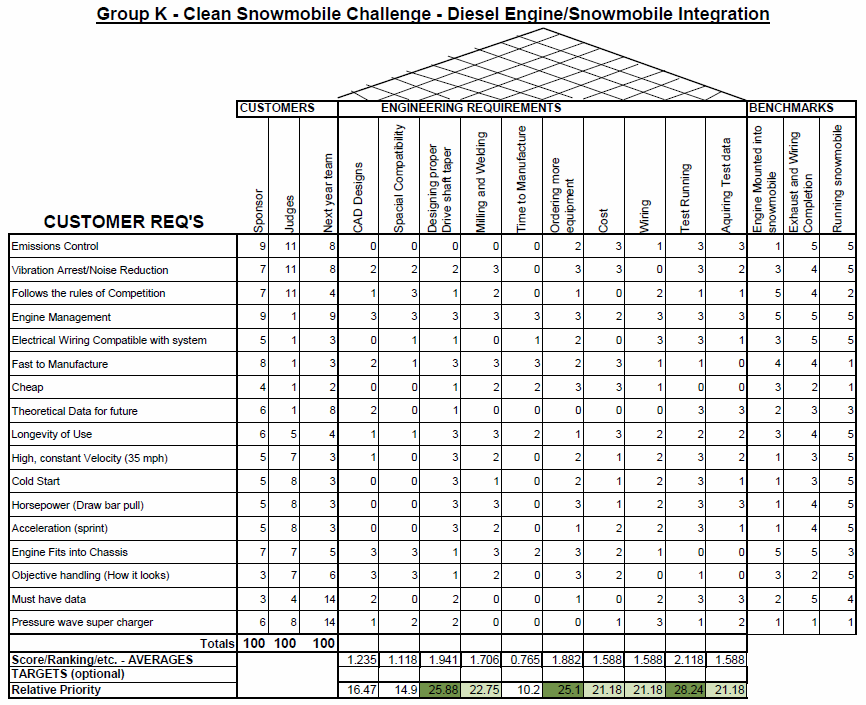 Group K - Clean Snowmobile Challenge - Diesel Engine/Snowmobile Integration
CUSTOMERS ENGINEERING REQUIREMENTS BENCHMARKS
CUSTOMER REQ'S
Sponsor
Judges
Next year team
CAD Designs
Spacial Compatibility
Designing proper
Drive shaft taper
Milling and Welding
Time to Manufacture
Ordering more
equipment
Cost
Wiring
Test Running
Aquiring Test data
Engine Mounted into
snowmobile
Exhaust and Wiring
Completion
Running snowmobile
Emissions Control 9 11 8 0 0 0 0 0 2 3 1 3 3 1 5 5
Vibration Arrest/Noise Reduction 7 11 8 2 2 2 3 0 3 3 0 3 2 3 4 5
Follows the rules of Competition 7 11 4 1 3 1 2 0 1 0 2 1 1 5 4 2
Engine Management 9 1 9 3 3 3 3 3 3 2 3 3 3 5 5 5
Electrical Wiring Compatible with system 5 1 3 0 1 1 0 1 2 0 3 3 1 3 5 5
Fast to Manufacture 8 1 3 2 1 3 3 3 2 3 1 1 0 4 4 1
Cheap 4 1 2 0 0 1 2 2 3 3 1 0 0 3 2 1
Theoretical Data for future 6 1 8 2 0 1 0 0 0 0 0 3 3 2 3 3
Longevity of Use 6 5 4 1 1 3 3 2 1 3 2 2 2 3 4 5
High, constant Velocity (35 mph) 5 7 3 1 0 3 2 0 2 1 2 3 2 1 3 5
Cold Start 5 8 3 0 0 3 1 0 2 1 2 3 1 1 3 5
Horsepower (Draw bar pull) 5 8 3 0 0 3 3 0 3 1 2 3 3 1 4 5
Acceleration (sprint) 5 8 3 0 0 3 2 0 1 2 2 3 1 1 4 5
Engine Fits into Chassis 7 7 5 3 3 1 3 2 3 2 1 0 0 5 5 3
Objective handling (How it looks) 3 7 6 3 3 1 2 0 3 2 0 1 0 3 2 5
Must have data 3 4 14 2 0 2 0 0 1 0 2 3 3 2 5 4
Pressure wave super charger 6 8 14 1 2 2 0 0 0 1 3 1 2 1 1 1
Totals 100 100 100
Score/Ranking/etc. - AVERAGES 1.235 1.118 1.941 1.706 0.765 1.882 1.588 1.588 2.118 1.588
TARGETS (optional)
Relative Priority 16.47 14.9 25.88 22.75 10.2 25.1 21.18 21.18 28.24 21.18